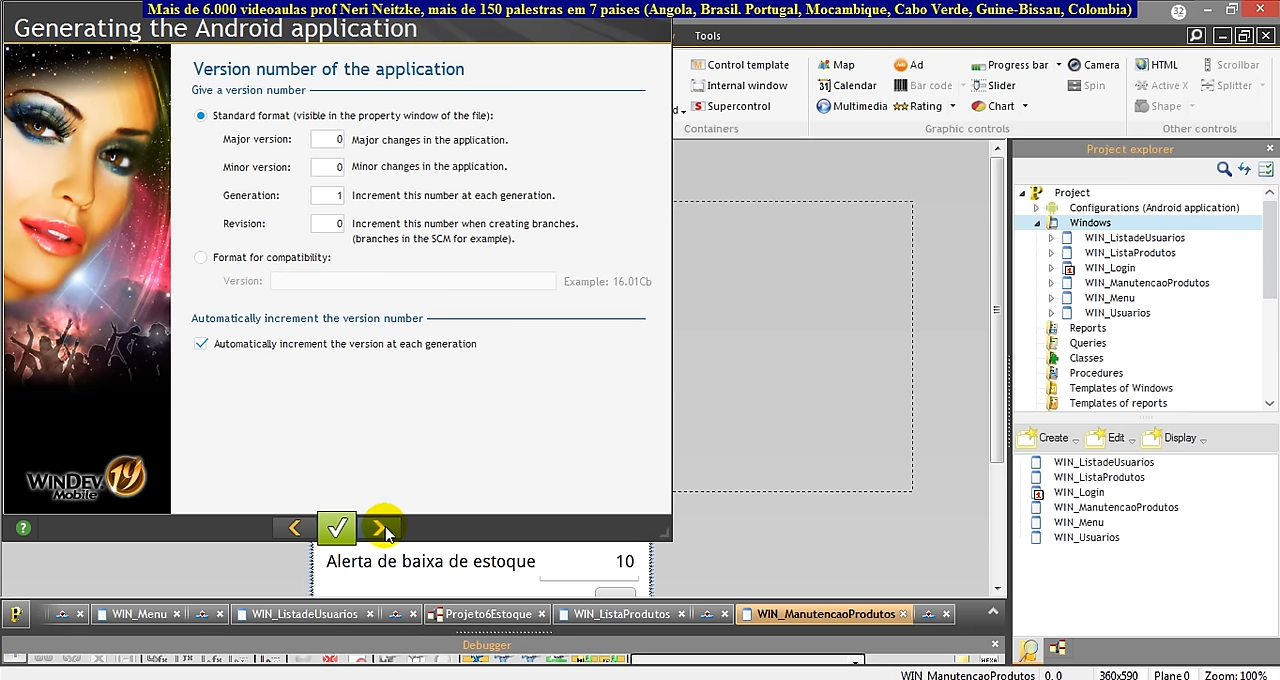 Mais de 6.000 videoaulas prof Neri Neitzke, mais de 150 palestras em 7 paises (Angola, Brasil. Portugal, Mocambique, Cabo Verde, Guine-Bissau, Colombia)
32
Generating the Android application
Tools
Version number of the application
Give a version number
Standard format (visible in the property window of the file):
Major version: 0 Major changes in the application.
Minor version: 0 Minor changes in the application.
Generation: 1 Increment this number at each generation.
Revision: 0 Increment this number when creating branches.
(branches in the SCM for example).
Format for compatibility:
Version: Example: 16.01Cb
Automatically increment the version number
Automatically increment the version at each generation
WINDEV 19
Mobile
Control template
Internal window
Supercontrol
Containers
Map
Ad
Progress bar
Camera
31 Calendar
Bar code
Slider
Spin
Multimedia
Rating
Chart
Graphic controls
HTML
Scrollbar
Active X
Splitter
Shape
Other controls
Project explorer
Project
Configurations (Android application)
Windows
WIN_ListadeUsuarios
WIN_ListaProdutos
WIN_Login
WIN_ManutencaoProdutos
WIN_Menu
WIN_Usuarios
Reports
Queries
Classes
Procedures
Templates of Windows
Templates of reports
Create
Edit
Display
WIN_ListadeUsuarios
WIN_ListaProdutos
WIN_Login
WIN_ManutencaoProdutos
WIN_Menu
WIN_Usuarios
Alerta de baixa de estoque 10
WIN_Menu
WIN_ListadeUsuarios
Projeto6Estoque
WIN_ListaProdutos
WIN_ManutencaoProdutos
Debugger
WIN_ManutencaoProdutos 0, 0 360x590 Plane 0 Zoom: 100%